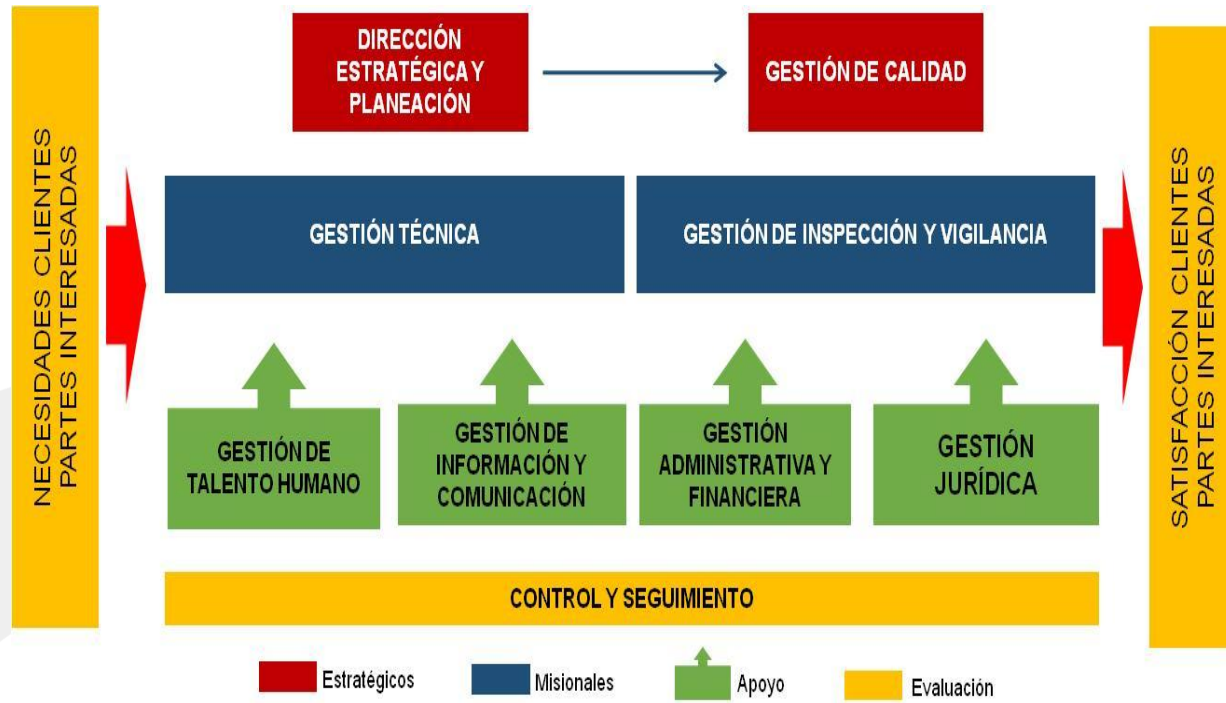 NECESIDADES CLIENTES
PARTES INTERESADAS
DIRECCIÓN
ESTRATÉGICA Y
PLANEACIÓN
GESTIÓN DE CALIDAD
GESTIÓN TÉCNICA
GESTIÓN DE INSPECCIÓN Y VIGILANCIA
GESTIÓN DE
TALENTO HUMANO
GESTIÓN DE
INFORMACIÓN Y
COMUNICACIÓN
GESTIÓN
ADMINISTRATIVA Y
FINANCIERA
GESTIÓN
JURÍDICA
CONTROL Y SEGUIMIENTO
SATISFACCIÓN CLIENTES
PARTES INTERESADAS
Estratégicos
Misionales
Apoyo
Evaluación